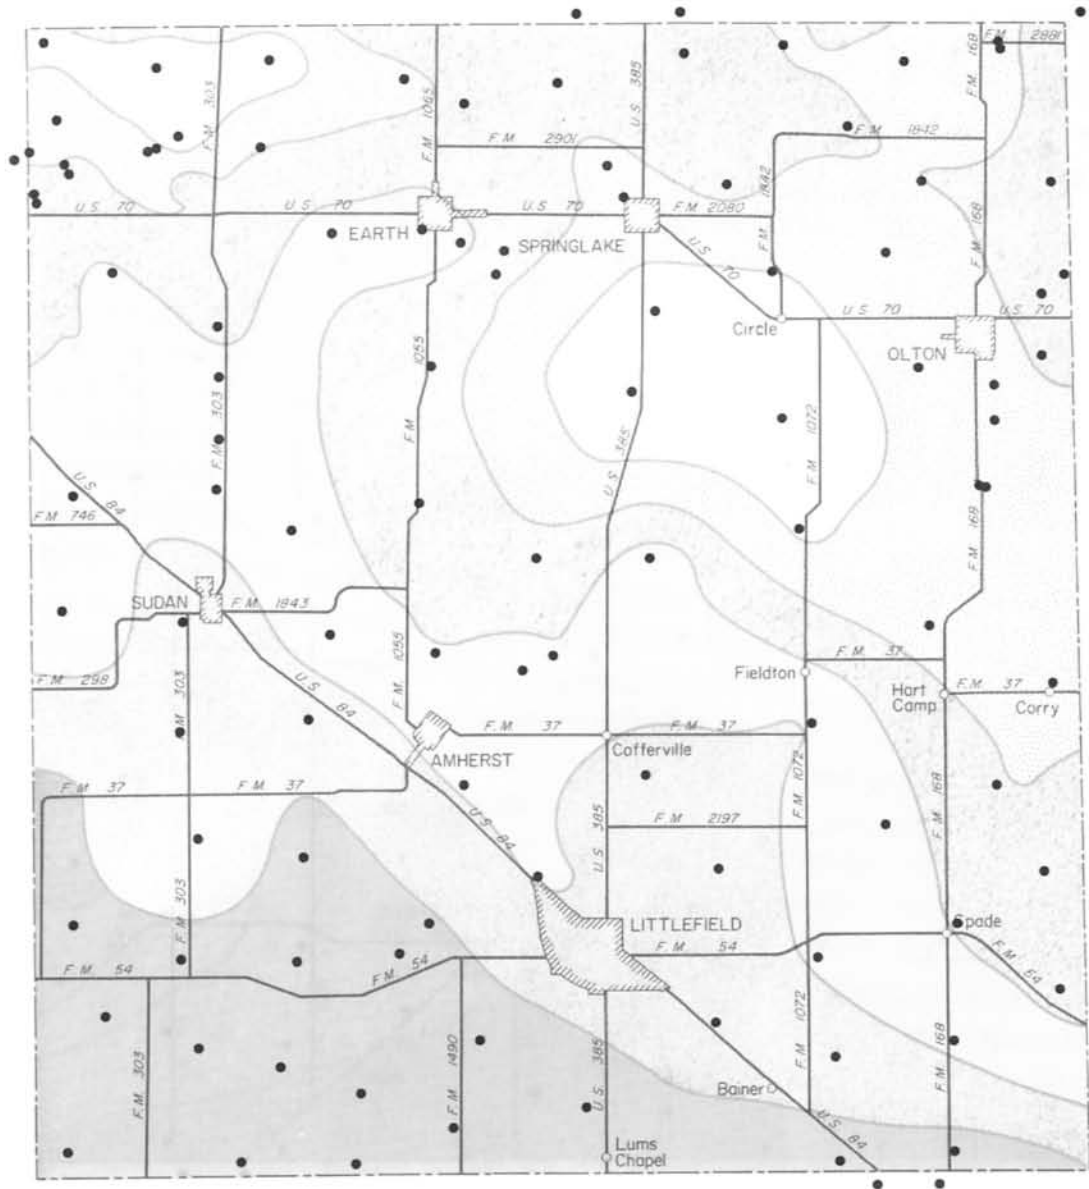 F.M. 2881
F.M. 168
F. M. 303
F. M. 1055
U.S. 385
F. M. 1842
F. M. 2901
F. M. 1842
U. S. 70
U. S. 70
U. S. 70
F. M. 2080
EARTH
SPRINGLAKE
F. M. 168
U. S. 70
Circle
U. S. 70
U. S. 70
OLTON
F. M. 1055
F. M. 303
F. M. 1072
U. S. 385
U. S. 84
F. M. 746
F. M. 168
SUDAN
F. M. 1843
F. M. 37
F. M. 1055
Fieldton
F. M. 298
303
F. M.
U. S. 84
Hart
Camp
F. M. 37
Corry
F. M. 37
F. M. 37
Cofferville
AMHERST
F. M. 1072
F. M. 37
F. M. 37
F. M. 168
U. S. 84
U. S. 385
F. M. 2197
F. M. 303
LITTLEFIELD
Spade
F. M. 54
F. M. 54
F. M. 54
F. M. 54
F. M. 1072
F. M. 303
F. M. 1490
U. S. 385
F. M. 168
Bainer
U. S. 84
Lums
Chapel